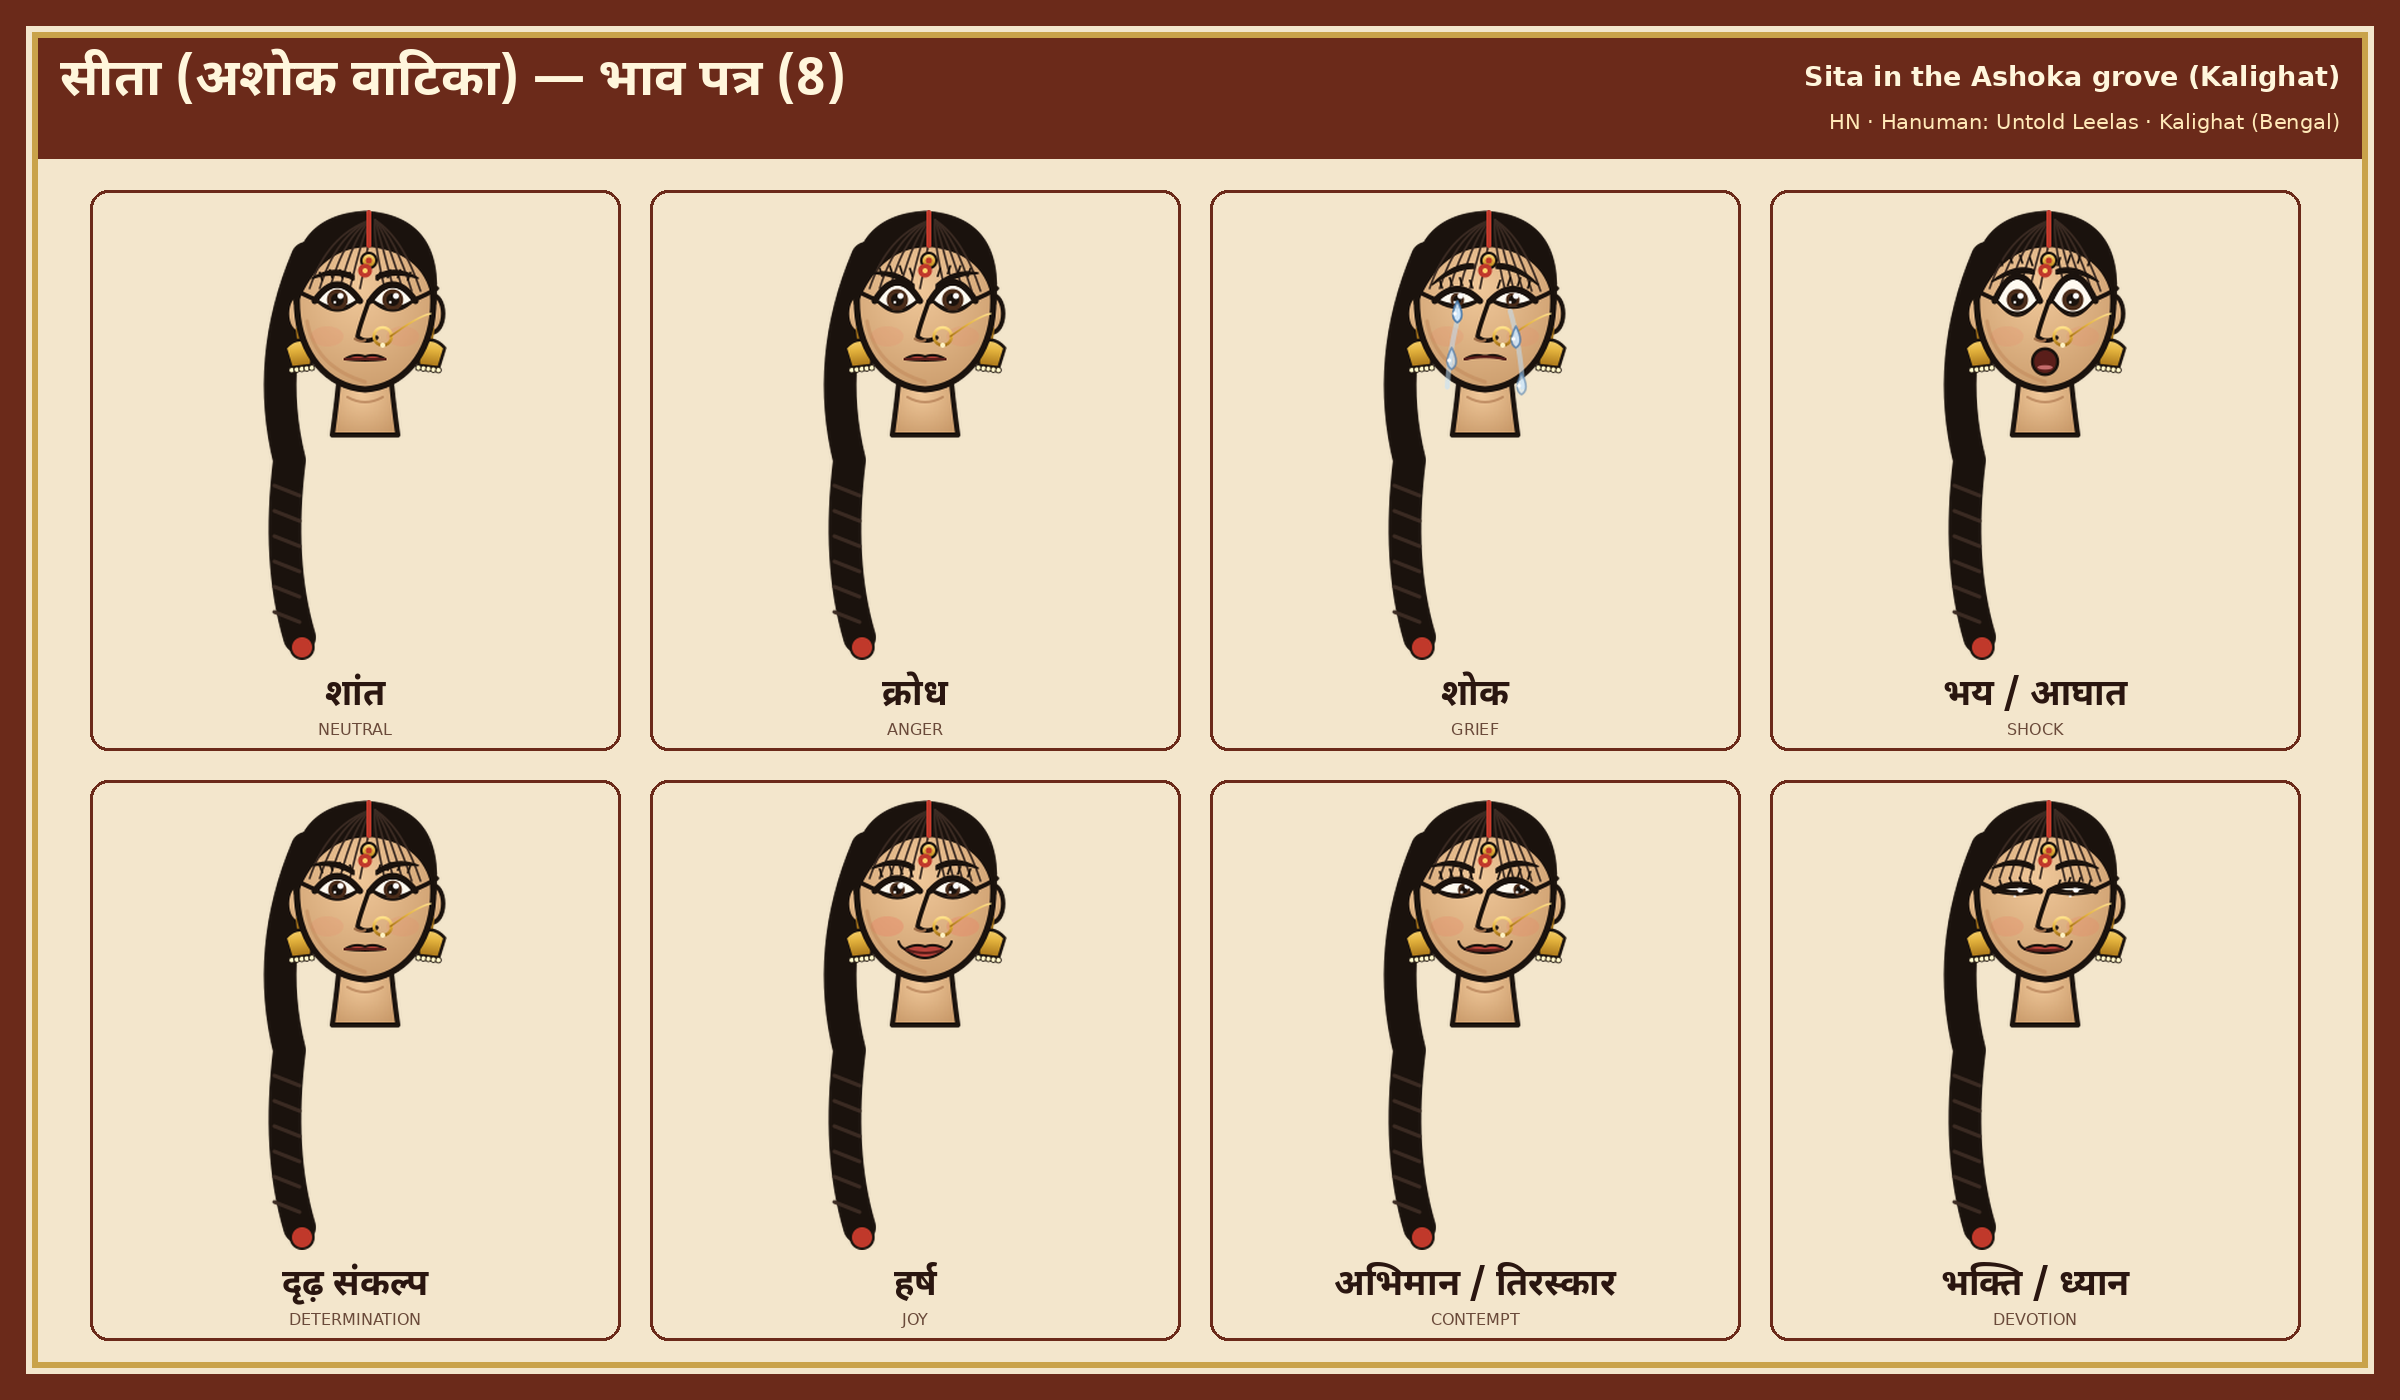 सीता (अशोक वाटिका) — भाव पत्र (8)
Sita in the Ashoka grove (Kalighat)
HN · Hanuman: Untold Leelas · Kalighat (Bengal)
शांत
NEUTRAL
क्रोध
ANGER
शोक
GRIEF
भय / आघात
SHOCK
दृढ़ संकल्प
DETERMINATION
हर्ष
JOY
अभिमान / तिरस्कार
CONTEMPT
भक्ति / ध्यान
DEVOTION